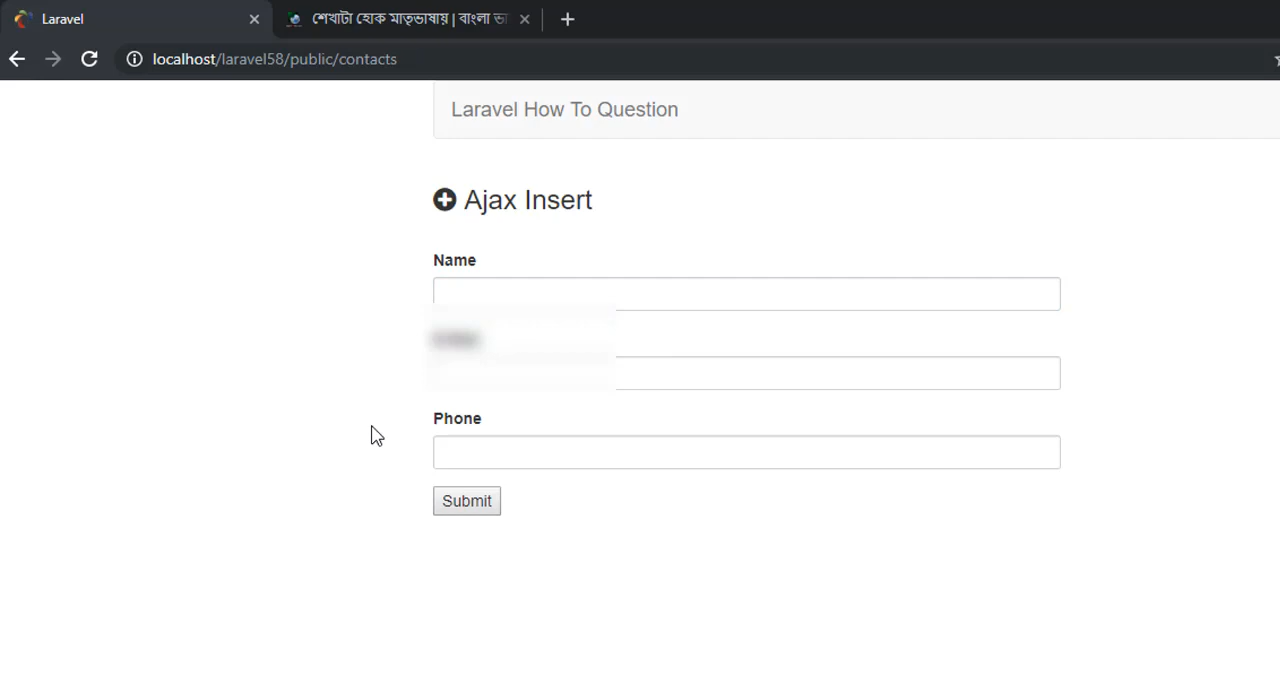 Laravel
শেখাটা হোক মাতৃভাষায় | বাংলা
localhost/laravel58/public/contacts
Laravel How To Question
Ajax Insert
Name
Phone
Submit